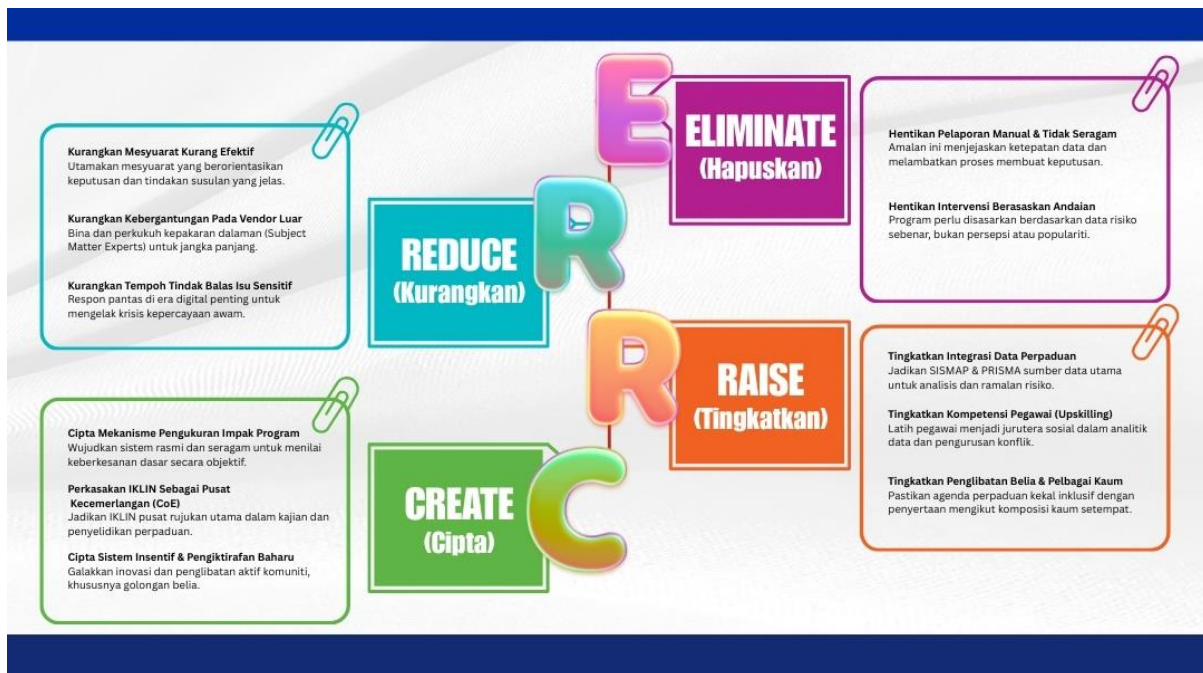 E
ELIMINATE
(Hapuskan)
Hentikan Pelaporan Manual & Tidak Seragam
Amalan ini menjejaskan ketepatan data dan
melambatkan proses membuat keputusan.
Hentikan Intervensi Berasaskan Andaian
Program perlu disasarkan berdasarkan data risiko
sebenar, bukan persepsi atau populariti.
R
REDUCE
(Kurangkan)
Kurangkan Mesyuarat Kurang Efektif
Utamakan mesyuarat yang berorientasikan
keputusan dan tindakan susulan yang jelas.
Kurangkan Kebergantungan Pada Vendor Luar
Bina dan perkukuh kepakaran dalaman (Subject
Matter Experts) untuk jangka panjang.
Kurangkan Tempoh Tindak Balas Isu Sensitif
Respon pantas di era digital penting untuk
mengelak krisis kepercayaan awam.
R
RAISE
(Tingkatkan)
Tingkatkan Integrasi Data Perpaduan
Jadikan SISMAP & PRISMA sumber data utama
untuk analisis dan ramalan risiko.
Tingkatkan Kompetensi Pegawai (Upskilling)
Latih pegawai menjadi jurutera sosial dalam analitik
data dan pengurusan konflik.
Tingkatkan Penglibatan Belia & Pelbagai Kaum
Pastikan agenda perpaduan kekal inklusif dengan
penyertaan mengikut komposisi kaum setempat.
C
CREATE
(Cipta)
Cipta Mekanisme Pengukuran Impak Program
Wujudkan sistem rasmi dan seragam untuk menilai
keberkesanan dasar secara objektif.
Perkasakan IKLIN Sebagai Pusat
Kecemerlangan (CoE)
Jadikan IKLIN pusat rujukan utama dalam kajian dan
penyelidikan perpaduan.
Cipta Sistem Insentif & Pengiktirafan Baharu
Galakkan inovasi dan penglibatan aktif komuniti,
khususnya golongan belia.